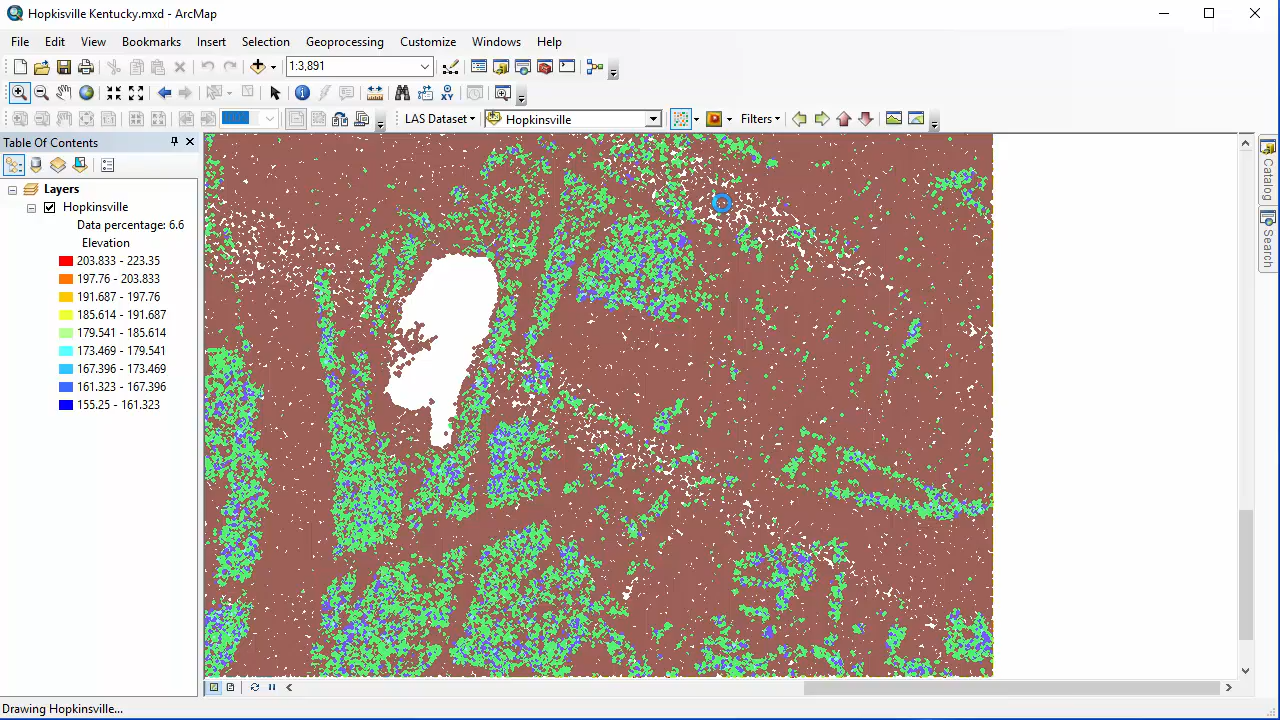 Hopkisville Kentucky.mxd - ArcMap
File Edit View Bookmarks Insert Selection Geoprocessing Customize Windows Help
1:3,891
XY
LAS Dataset Hopkinsville Filters
Table Of Contents
Layers
Hopkinsville
Data percentage: 6.6
Elevation
203.833 - 223.35
197.76 - 203.833
191.687 - 197.76
185.614 - 191.687
179.541 - 185.614
173.469 - 179.541
167.396 - 173.469
161.323 - 167.396
155.25 - 161.323
Catalog
Search
Drawing Hopkinsville...